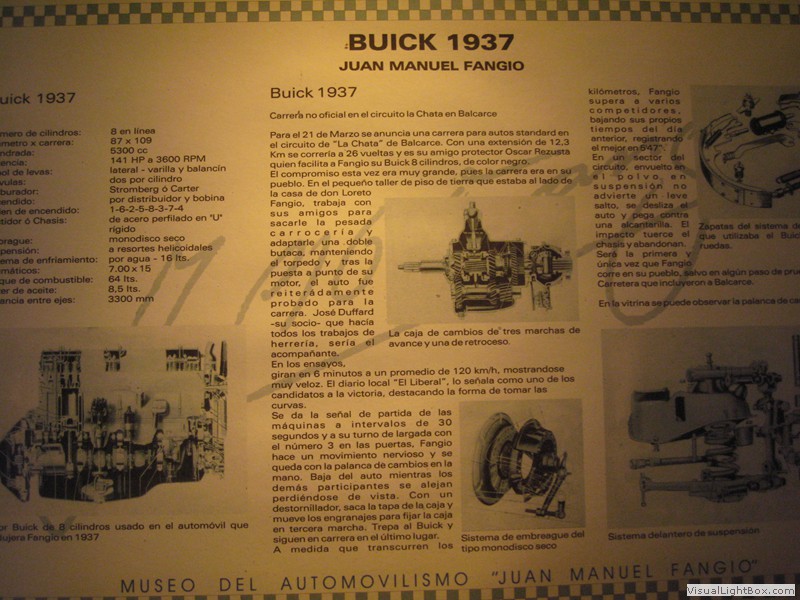 BUICK 1937
JUAN MANUEL FANGIO
uick 1937
mero de cilindros: 8 en línea
metro x carrera: 87 x 109
indrada: 5300 cc
encia: 141 HP a 3600 RPM
bol de levas: lateral - varilla y balancín
vulas: dos por cilindro
burador: Stromberg ó Carter
endido: por distribuidor y bobina
en de encendido: 1-6-2-5-8-3-7-4
tidor ó Chasis: de acero perfilado en "U"
rígido
brague: monodisco seco
spensión: a resortes helicoidales
ema de enfriamiento: por agua - 16 lts.
máticos: 7.00 x 15
que de combustible: 64 lts.
er de aceite: 8,5 lts.
ancia entre ejes: 3300 mm
or Buick de 8 cilindros usado en el automóvil que
dujera Fangio en 1937
Buick 1937
Carrera no oficial en el circuito la Chata en Balcarce
Para el 21 de Marzo se anuncia una carrera para autos standard en
el circuito de "La Chata" de Balcarce. Con una extensión de 12,3
Km se correría a 26 vueltas y es su amigo protector Oscar Rezusta
quien facilita a Fangio su Buick 8 cilindros, de color negro.
El compromiso esta vez era muy grande, pues la carrera era en su
pueblo. En el pequeño taller de piso de tierra que estaba al lado de
la casa de don Loreto
Fangio, trabaja con
sus amigos para
sacarle la pesada
carrocería y
adaptarle una doble
butaca, manteniendo
el torpedo y tras la
puesta a punto de su
motor, el auto fue
reiteradamente
probado para la
carrera. José Duffard
-su socio- que hacía
todos los trabajos de
herrería, sería el
acompañante.
En los ensayos,
giran en 6 minutos a un promedio de 120 km/h, mostrandose
muy veloz. El diario local "El Liberal", lo señala como uno de los
candidatos a la victoria, destacando la forma de tomar las
curvas.
Se da la señal de partida de las
máquinas a intervalos de 30
segundos y a su turno de largada con
el número 3 en las puertas, Fangio
hace un movimiento nervioso y se
queda con la palanca de cambios en la
mano. Baja del auto mientras los
demás participantes se alejan
perdiéndose de vista. Con un
destornillador, saca la tapa de la caja y
mueve los engranajes para fijar la caja
en tercera marcha. Trepa al Buick y
siguen en carrera en el último lugar.
A medida que transcurren los
La caja de cambios de tres marchas de
avance y una de retroceso.
Sistema de embreague del
tipo monodisco seco
kilómetros, Fangio
supera a varios
competidores,
bajando sus propios
tiempos del día
anterior, registrando
el mejor en 5'47".
En un sector del
circuito, envuelto en
el polvo, en
suspensión no
advierte un leve
salto, se desliza el
auto y pega contra
una alcantarilla. El
impacto tuerce el
chasis y abandonan.
Será la primera y
única vez que Fangio
corre en su pueblo, salvo en algún paso de prue
Carretera que incluyeron a Balcarce.
En la vitrina se puede observar la palanca de ca
Zapatas del sistema de
que utilizaba el Buic
ruedas.
Sistema delantero de suspensión
MUSEO DEL AUTOMOVILISMO "JUAN MANUEL FANGIO"
VisualLightBox.com